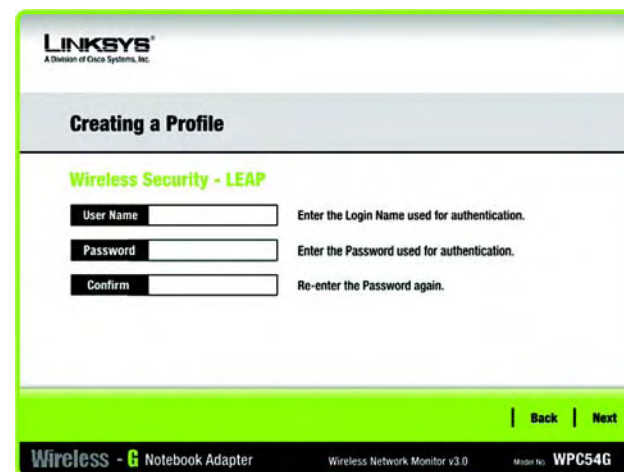 LINKSYS®
A Division of Cisco Systems, Inc.
Creating a Profile
Wireless Security - LEAP
User Name Enter the Login Name used for authentication.
Password Enter the Password used for authentication.
Confirm Re-enter the Password again.
Back Next
Wireless - G Notebook Adapter Wireless Network Monitor v3.0 Model No. WPC54G